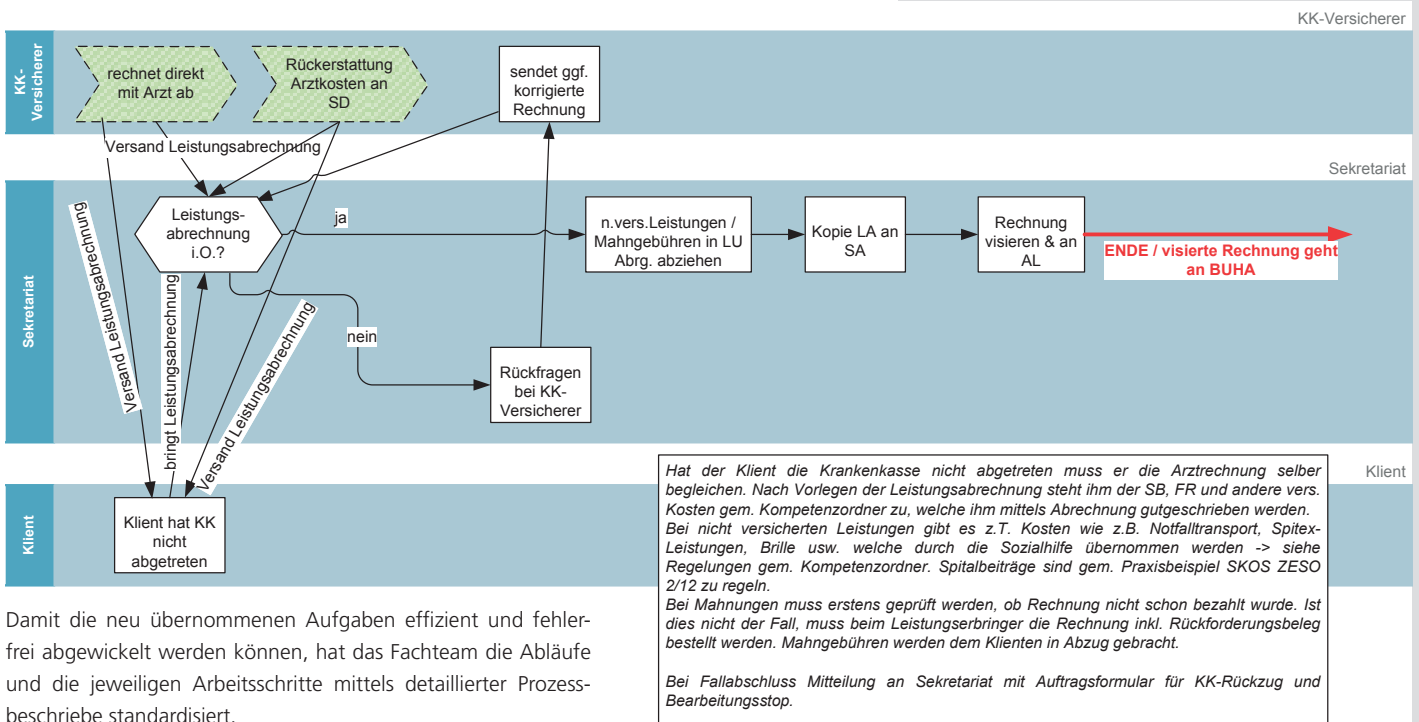 KK-Versicherer
KK-
Versicherer
rechnet direkt
mit Arzt ab
Rückerstattung
Arztkosten an
SD
sendet ggf.
korrigierte
Rechnung
Versand Leistungsabrechnung
Sekretariat
Sekretariat
Leistungs-
abrechnung
i.O.?
ja
n.vers.Leistungen /
Mahngebühren in LU
Abrg. abziehen
Kopie LA an
SA
Rechnung
visieren & an
AL
ENDE / visierte Rechnung geht
an BUHA
nein
Rückfragen
bei KK-
Versicherer
Versand Leistungsabrechnung
bringt Leistungsabrechnung
Versand Leistungsabrechnung
Klient
Klient
Klient hat KK
nicht
abgetreten
Hat der Klient die Krankenkasse nicht abgetreten muss er die Arztrechnung selber
begleichen. Nach Vorlegen der Leistungsabrechnung steht ihm der SB, FR und andere vers.
Kosten gem. Kompetenzordner zu, welche ihm mittels Abrechnung gutgeschrieben werden.
Bei nicht versicherten Leistungen gibt es z.T. Kosten wie z.B. Notfalltransport, Spitex-
Leistungen, Brille usw. welche durch die Sozialhilfe übernommen werden -> siehe
Regelungen gem. Kompetenzordner. Spitalbeiträge sind gem. Praxisbeispiel SKOS ZESO
2/12 zu regeln.
Bei Mahnungen muss erstens geprüft werden, ob Rechnung nicht schon bezahlt wurde. Ist
dies nicht der Fall, muss beim Leistungserbringer die Rechnung inkl. Rückforderungsbeleg
bestellt werden. Mahngebühren werden dem Klienten in Abzug gebracht.
Bei Fallabschluss Mitteilung an Sekretariat mit Auftragsformular für KK-Rückzug und
Bearbeitungsstop.
Damit die neu übernommenen Aufgaben effizient und fehler-
frei abgewickelt werden können, hat das Fachteam die Abläufe
und die jeweiligen Arbeitsschritte mittels detaillierter Prozess-
beschriebe standardisiert.